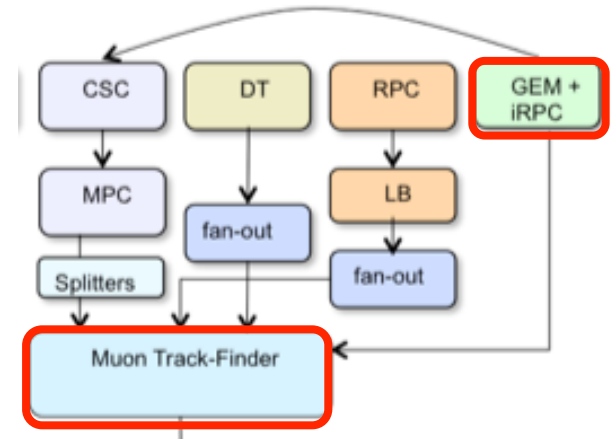 CSC
DT
RPC
GEM +
iRPC
MPC
LB
fan-out
Splitters
fan-out
Muon Track-Finder